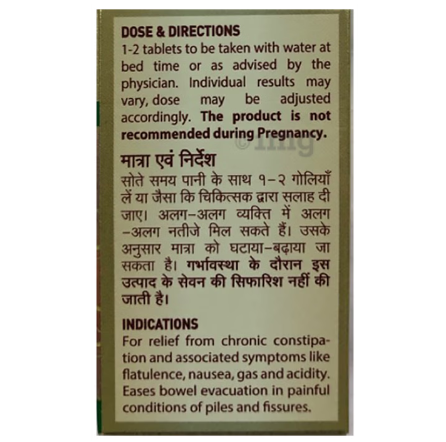 DOSE & DIRECTIONS
1-2 tablets to be taken with water at
bed time or as advised by the
physician. Individual results may
vary, dose may be adjusted
accordingly. The product is not
recommended during Pregnancy.
मात्रा एवं निर्देश
सोते समय पानी के साथ १–२ गोलियाँ
लें या जैसा कि चिकित्सक द्वारा सलाह दी
जाए। अलग–अलग व्यक्ति में अलग
–अलग नतीजे मिल सकते हैं। उसके
अनुसार मात्रा को घटाया–बढ़ाया जा
सकता है। गर्भावस्था के दौरान इस
उत्पाद के सेवन की सिफारिश नहीं की
जाती है।
INDICATIONS
For relief from chronic constipa-
tion and associated symptoms like
flatulence, nausea, gas and acidity.
Eases bowel evacuation in painful
conditions of piles and fissures.